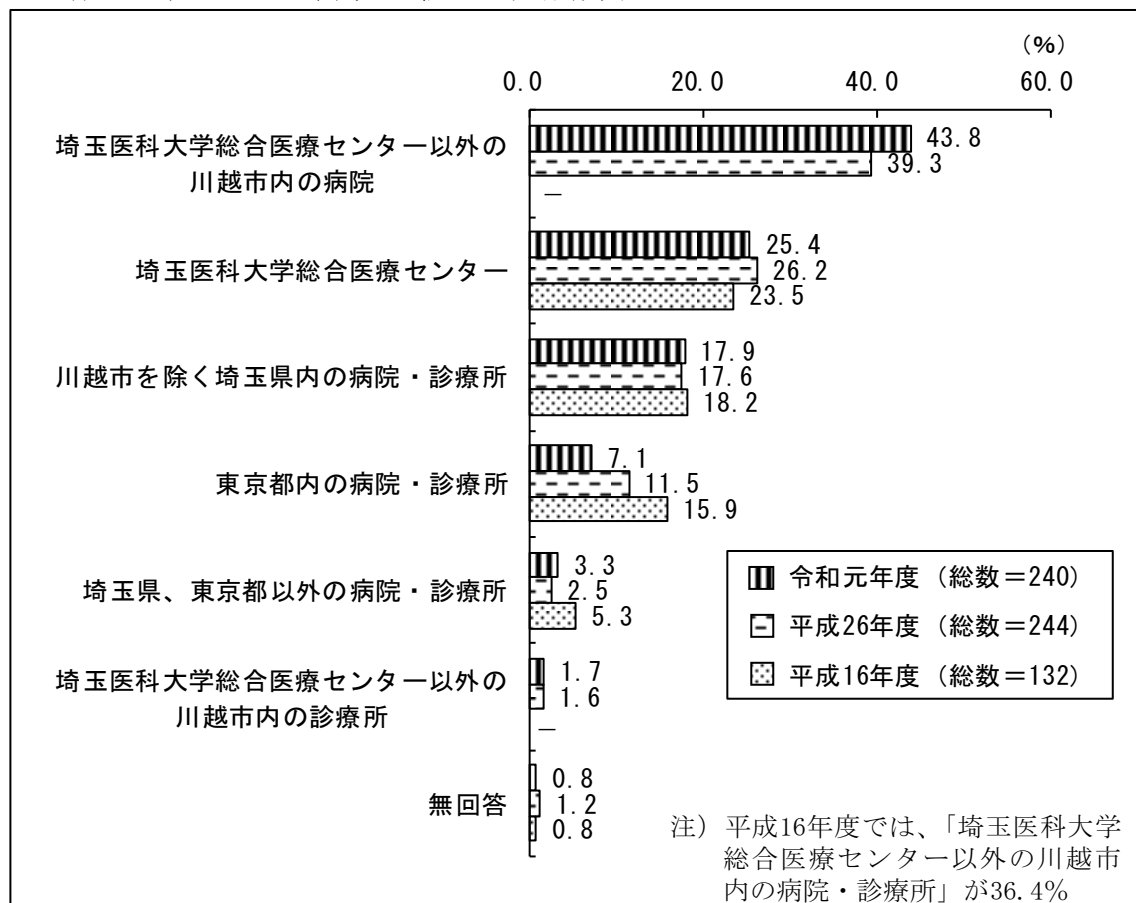 (%)
0.0 20.0 40.0 60.0
埼玉医科大学総合医療センター以外の
川越市内の病院
43.8
39.3
－
埼玉医科大学総合医療センター
25.4
26.2
23.5
川越市を除く埼玉県内の病院・診療所
17.9
17.6
18.2
東京都内の病院・診療所
7.1
11.5
15.9
埼玉県、東京都以外の病院・診療所
3.3
2.5
5.3
埼玉医科大学総合医療センター以外の
川越市内の診療所
1.7
1.6
－
無回答
0.8
1.2
0.8
令和元年度（総数＝240）
平成26年度（総数＝244）
平成16年度（総数＝132）
注）平成16年度では、「埼玉医科大学
総合医療センター以外の川越市
内の病院・診療所」が36.4%